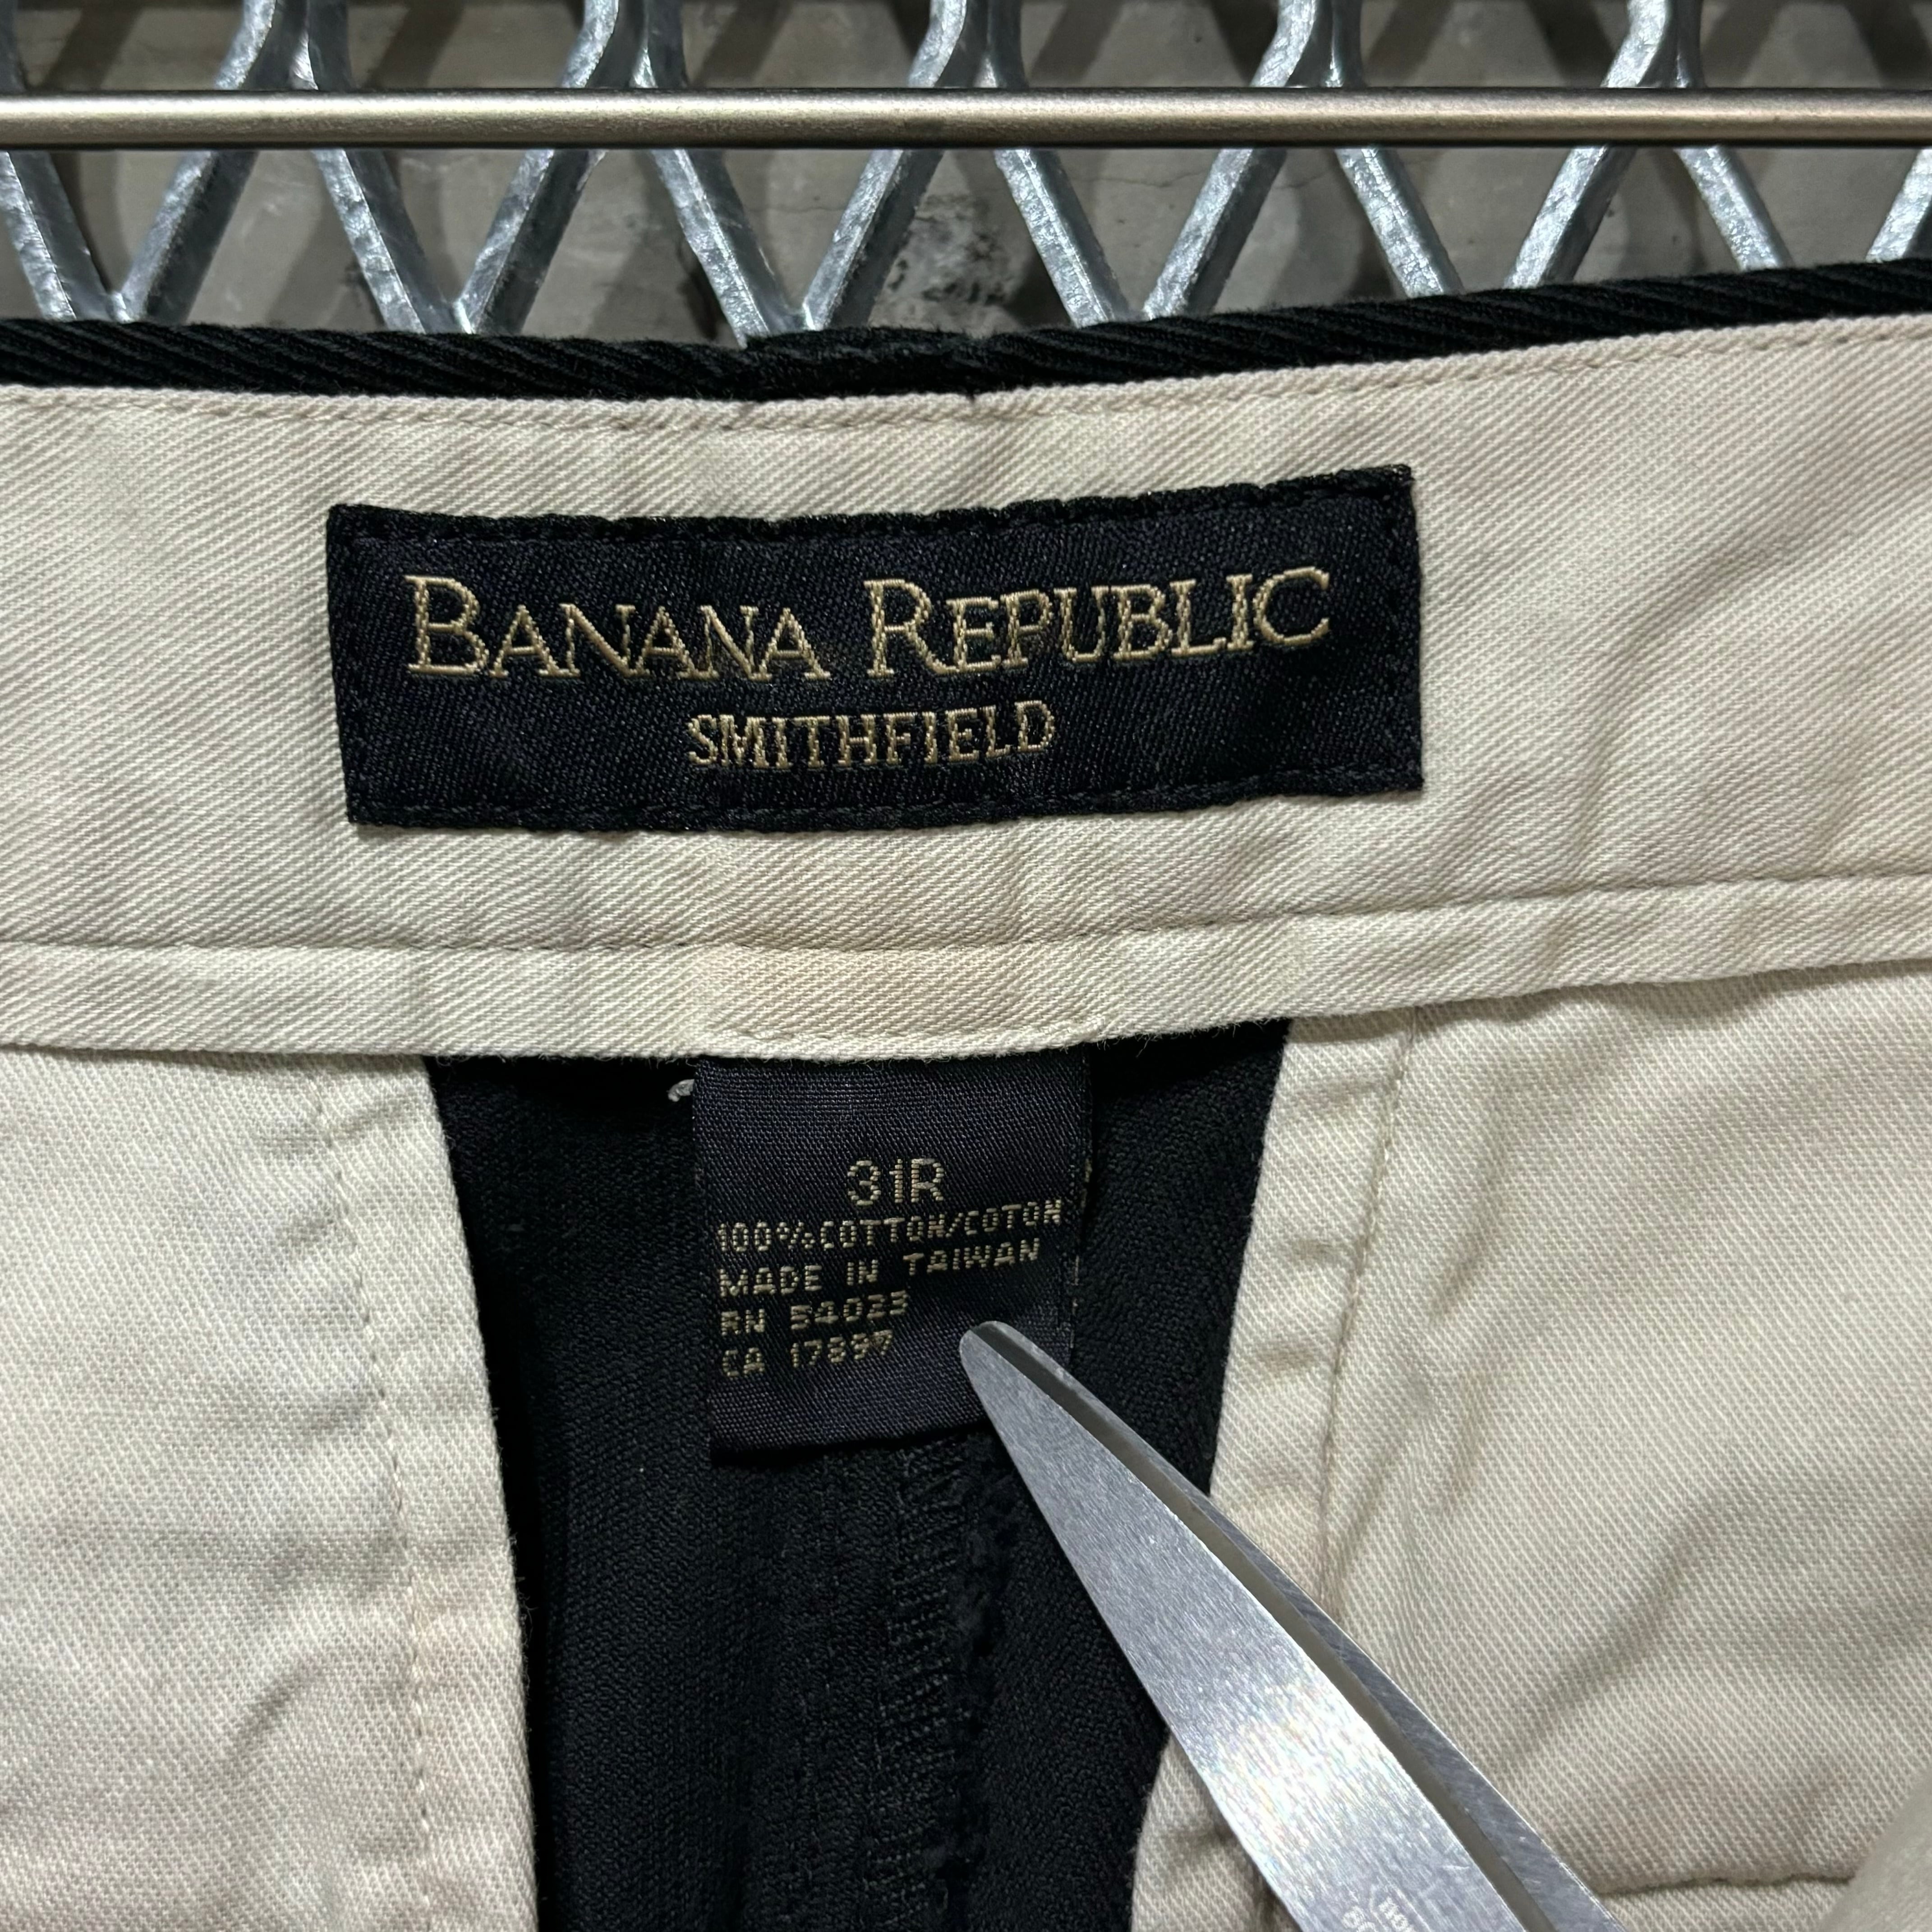 BANANA REPUBLIC
SMITHFIELD
31R
100%COTTON/COTON
MADE IN TAIWAN
RN 54023
CA 17897